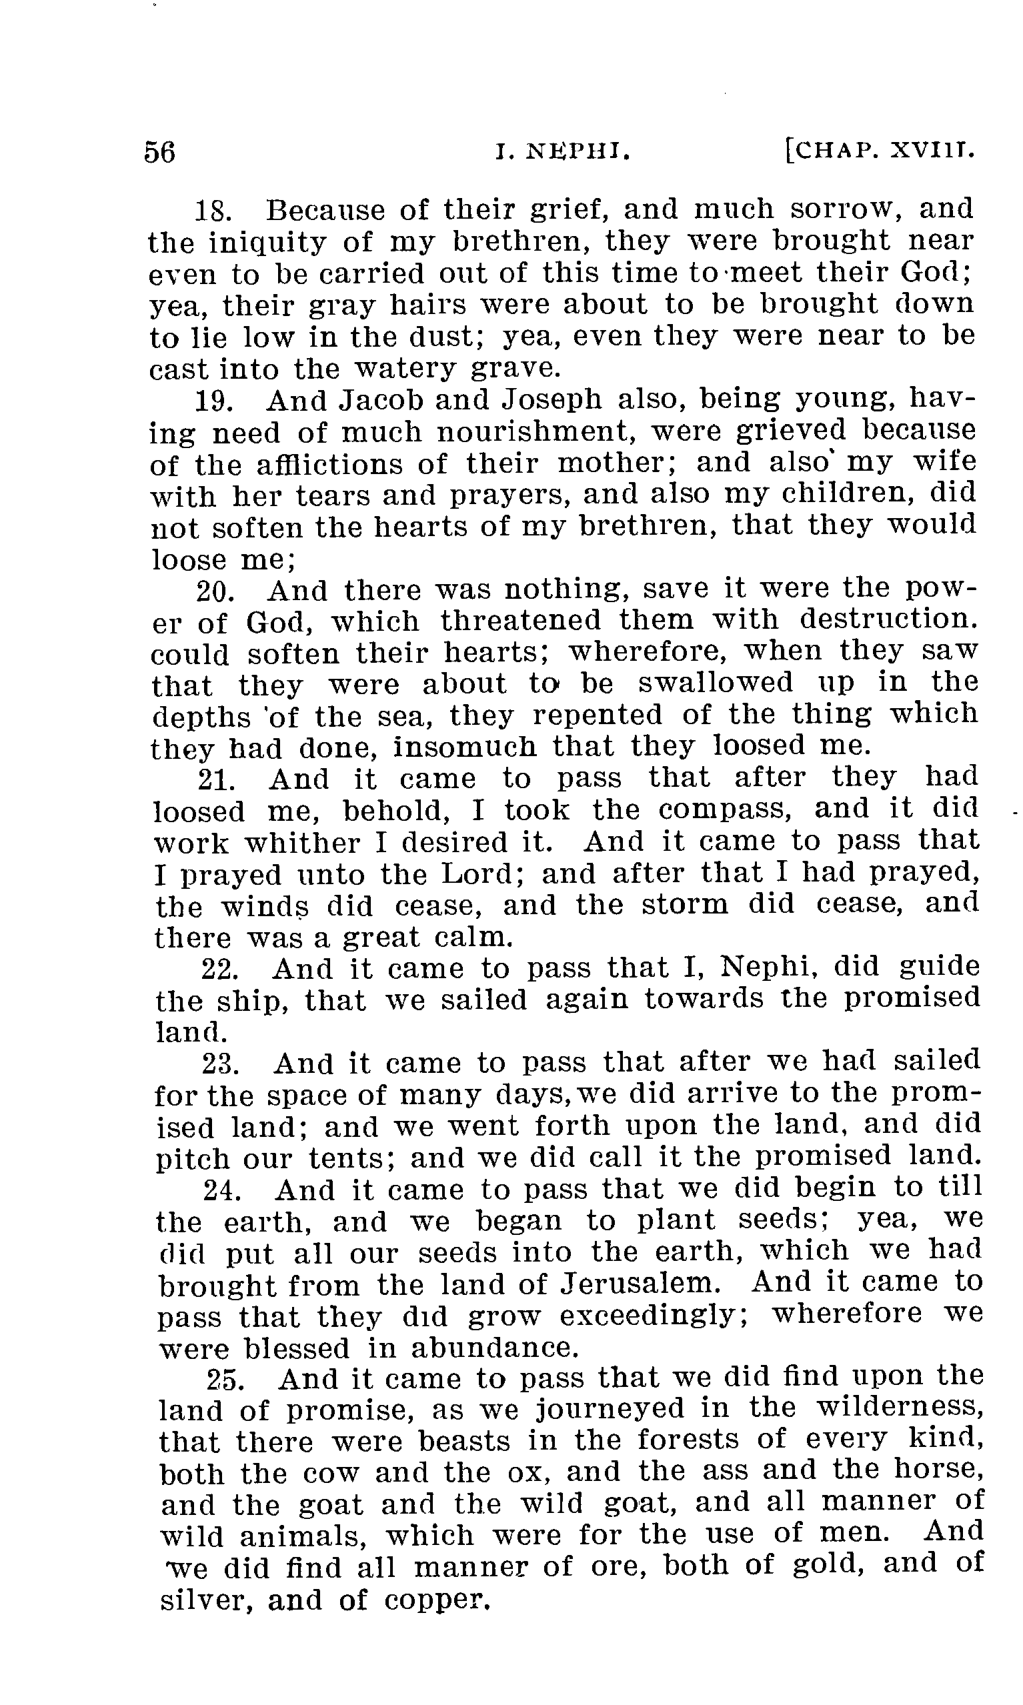 56 I. NEPHI. [CHAP. XVIII.
18. Because of their grief, and much sorrow, and
the iniquity of my brethren, they were brought near
even to be carried out of this time to meet their God;
yea, their gray hairs were about to be brought down
to lie low in the dust; yea, even they were near to be
cast into the watery grave.
19. And Jacob and Joseph also, being young, hav-
ing need of much nourishment, were grieved because
of the afflictions of their mother; and also my wife
with her tears and prayers, and also my children, did
not soften the hearts of my brethren, that they would
loose me;
20. And there was nothing, save it were the pow-
er of God, which threatened them with destruction.
could soften their hearts; wherefore, when they saw
that they were about to be swallowed up in the
depths of the sea, they repented of the thing which
they had done, insomuch that they loosed me.
21. And it came to pass that after they had
loosed me, behold, I took the compass, and it did
work whither I desired it. And it came to pass that
I prayed unto the Lord; and after that I had prayed,
the winds did cease, and the storm did cease, and
there was a great calm.
22. And it came to pass that I, Nephi, did guide
the ship, that we sailed again towards the promised
land.
23. And it came to pass that after we had sailed
for the space of many days, we did arrive to the prom-
ised land; and we went forth upon the land, and did
pitch our tents; and we did call it the promised land.
24. And it came to pass that we did begin to till
the earth, and we began to plant seeds; yea, we
did put all our seeds into the earth, which we had
brought from the land of Jerusalem. And it came to
pass that they did grow exceedingly; wherefore we
were blessed in abundance.
25. And it came to pass that we did find upon the
land of promise, as we journeyed in the wilderness,
that there were beasts in the forests of every kind,
both the cow and the ox, and the ass and the horse,
and the goat and the wild goat, and all manner of
wild animals, which were for the use of men. And
we did find all manner of ore, both of gold, and of
silver, and of copper.